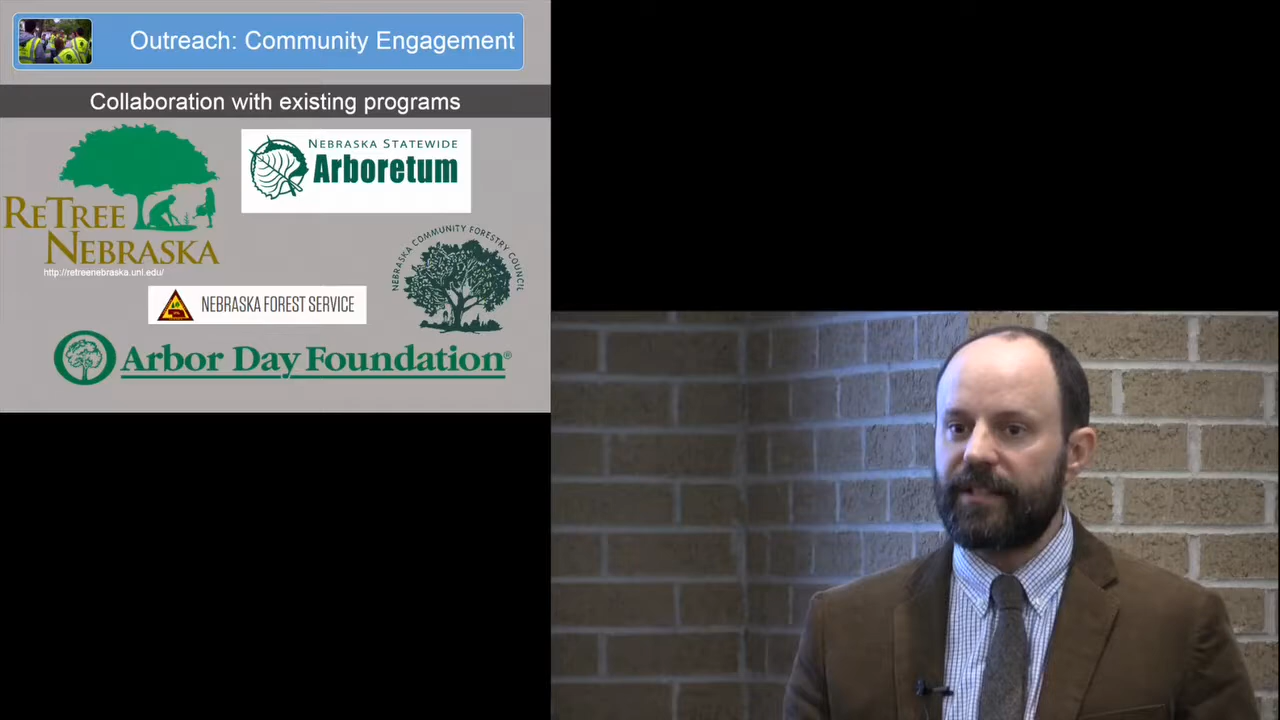 Outreach: Community Engagement
Collaboration with existing programs
RETREE
NEBRASKA
http://retreenebraska.unl.edu/
NEBRASKA STATEWIDE
Arboretum
NEBRASKA COMMUNITY FORESTRY COUNCIL
NEBRASKA FOREST SERVICE
Arbor Day Foundation®